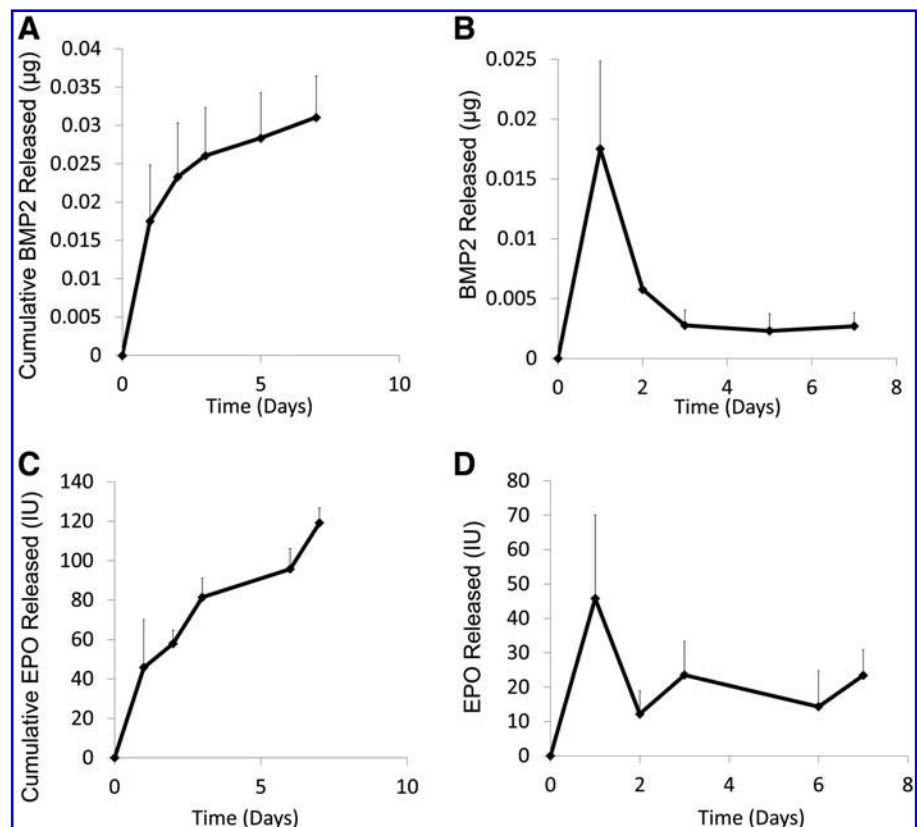 A
Cumulative BMP2 Released (μg)
0.04
0.035
0.03
0.025
0.02
0.015
0.01
0.005
0
0 5 10
Time (Days)
B
BMP2 Released (μg)
0.025
0.02
0.015
0.01
0.005
0
0 2 4 6 8
Time (Days)
C
Cumulative EPO Released (IU)
140
120
100
80
60
40
20
0
0 5 10
Time (Days)
D
EPO Released (IU)
80
70
60
50
40
30
20
10
0
0 2 4 6 8
Time (Days)